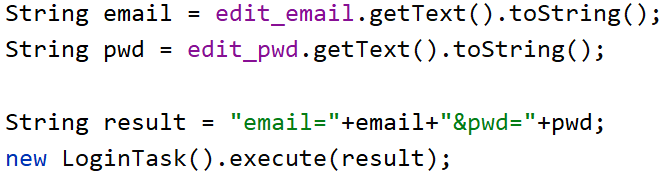 String email = edit_email.getText().toString();
String pwd = edit_pwd.getText().toString();
String result = "email="+email+"&pwd="+pwd;
new LoginTask().execute(result);